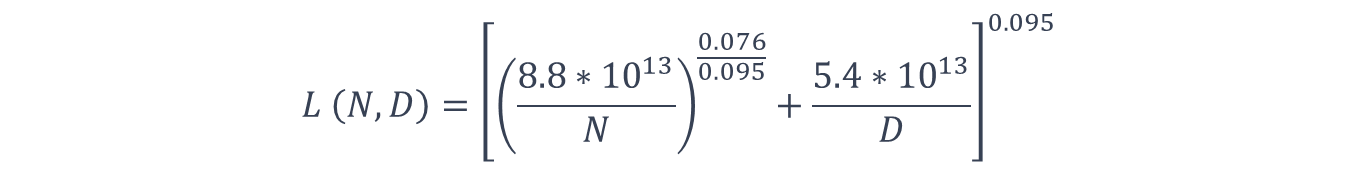 L (N, D) = [((8.8 * 10^13)/N)^(0.076/0.095) + (5.4 * 10^13)/D]^0.095